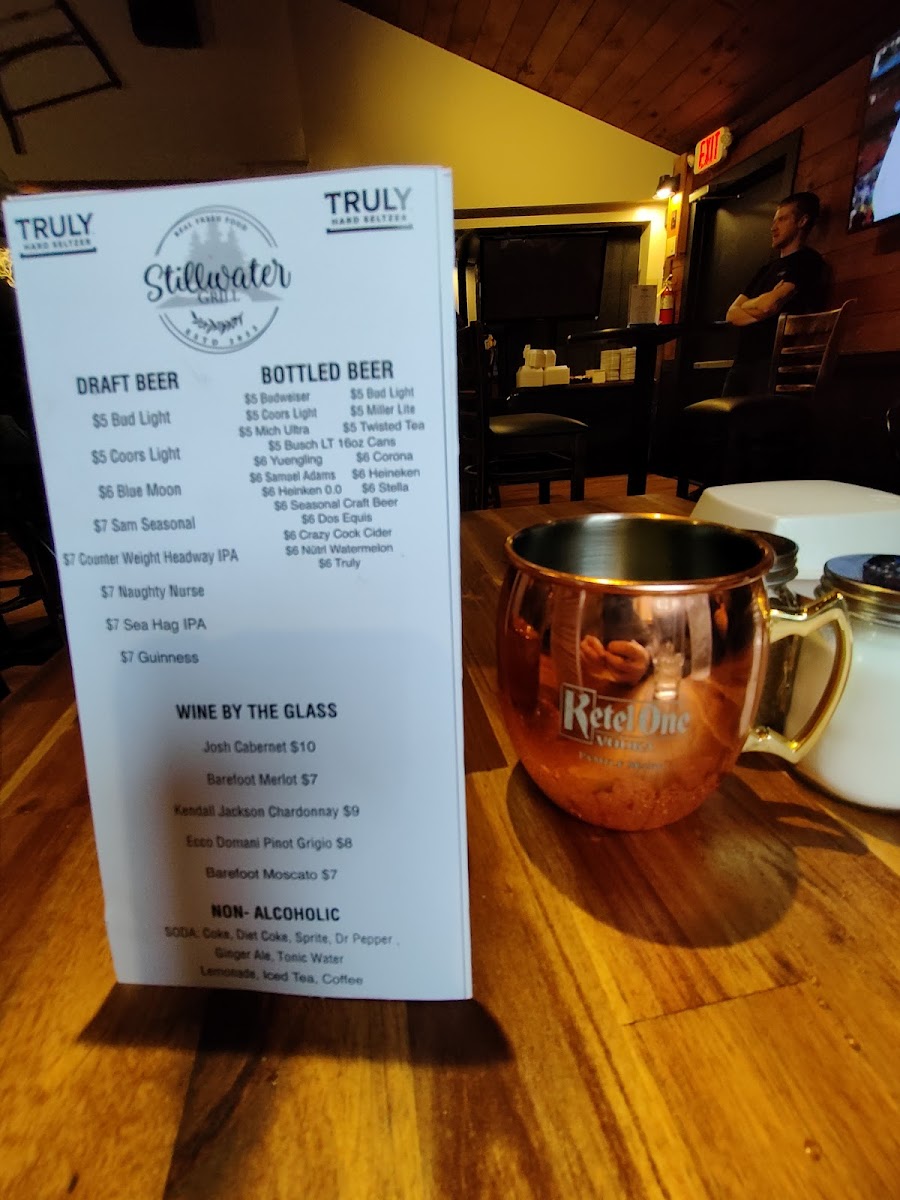 TRULY
HARD SELTZER
TRULY
HARD SELTZER
REAL FRESH FOOD
Stillwater
GRILL
ESTD
DRAFT BEER
$5 Bud Light
$5 Coors Light
$6 Blue Moon
$7 Sam Seasonal
$7 Counter Weight Headway IPA
$7 Naughty Nurse
$7 Sea Hag IPA
$7 Guinness
BOTTLED BEER
$5 Budweiser $5 Bud Light
$5 Coors Light $5 Miller Lite
$5 Mich Ultra $5 Twisted Tea
$5 Busch LT 16oz Cans
$6 Yuengling $6 Corona
$6 Samuel Adams $6 Heineken
$6 Heinken 0.0 $6 Stella
$6 Seasonal Craft Beer
$6 Dos Equis
$6 Crazy Cock Cider
$6 Nütrl Watermelon
$6 Truly
WINE BY THE GLASS
Josh Cabernet $10
Barefoot Merlot $7
Kendall Jackson Chardonnay $9
Ecco Domani Pinot Grigio $8
Barefoot Moscato $7
NON- ALCOHOLIC
SODA: Coke, Diet Coke, Sprite, Dr Pepper ,
Ginger Ale, Tonic Water
Lemonade, Iced Tea, Coffee
Ketel One
VODKA
EXIT